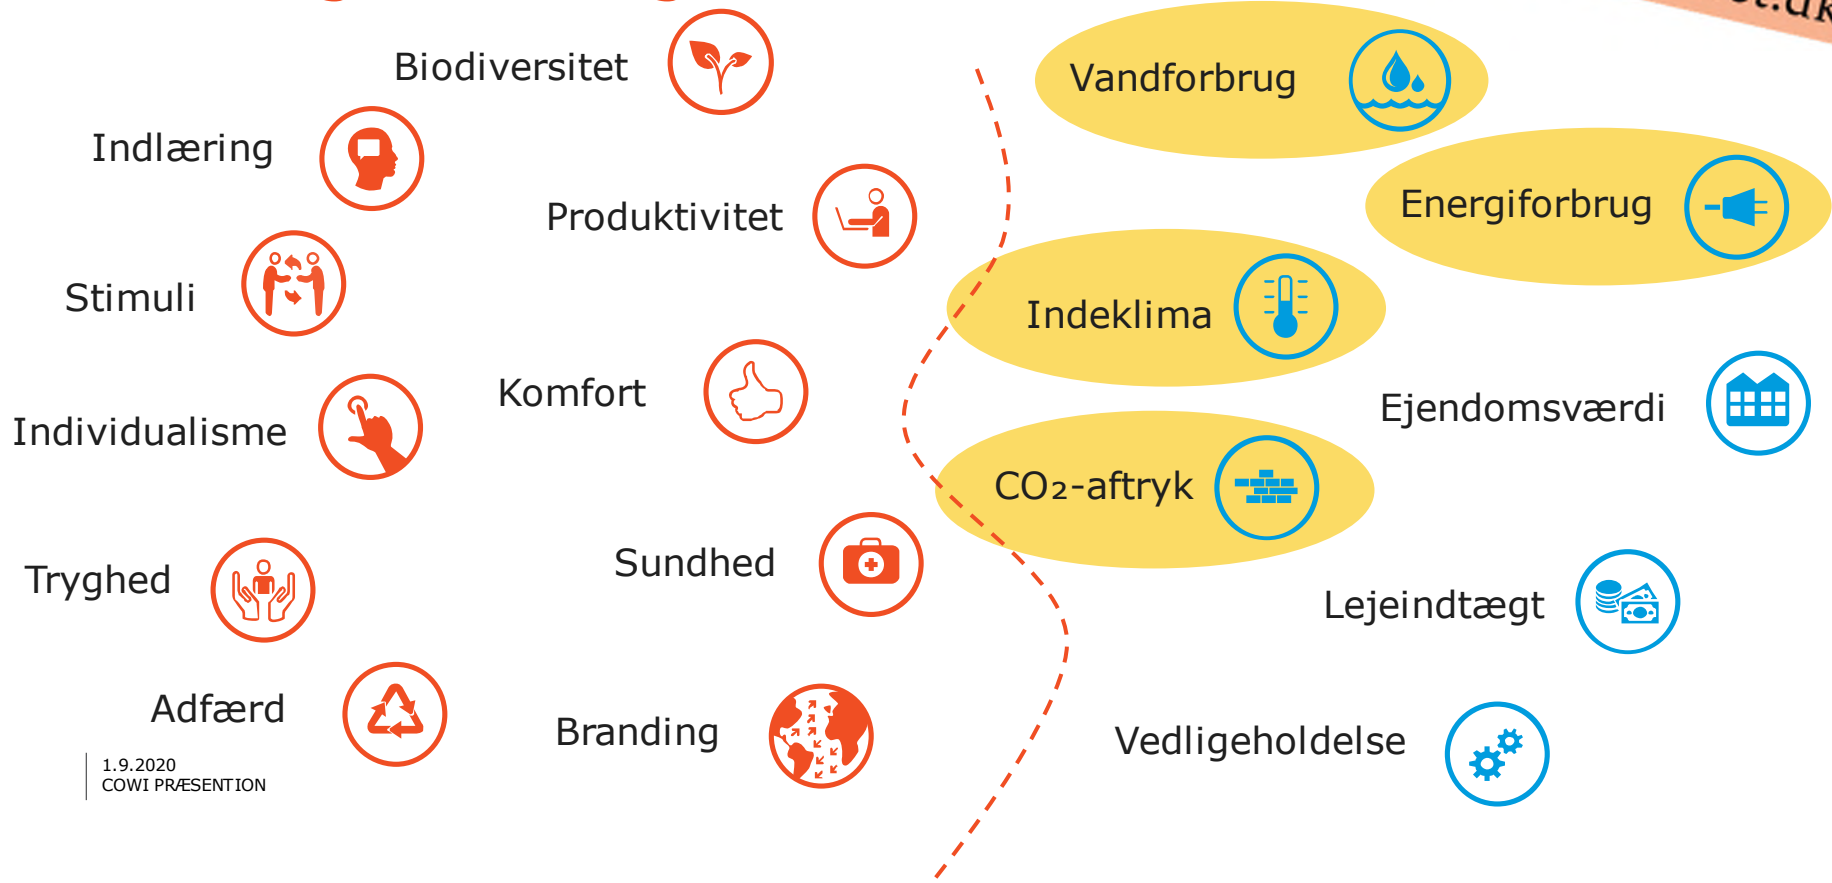 Biodiversitet
Vandforbrug
Indlæring
Produktivitet
Energiforbrug
Stimuli
Indeklima
Komfort
Ejendomsværdi
Individualisme
CO₂-aftryk
Sundhed
Tryghed
Lejeindtægt
Adfærd
Branding
Vedligeholdelse
1.9.2020
COWI PRÆSENTION